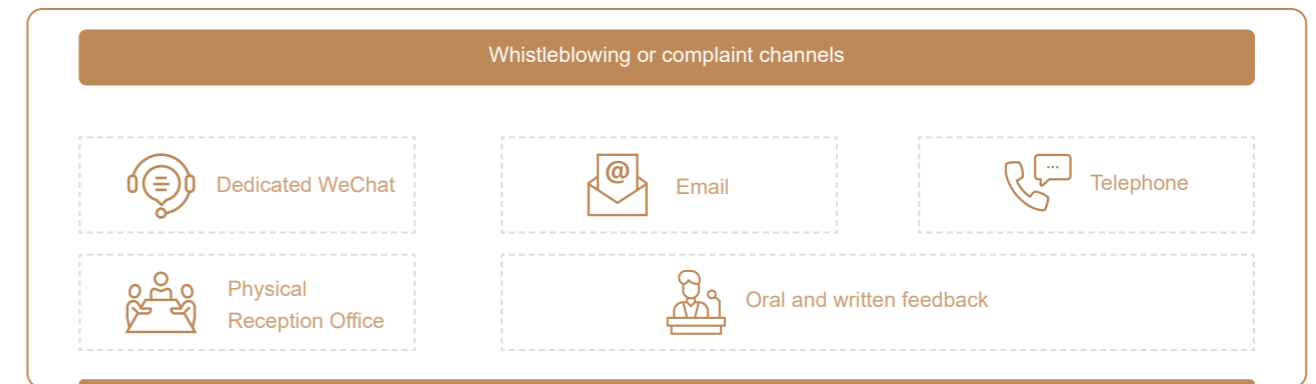 Whistleblowing or complaint channels
Dedicated WeChat
@
Email
...
Telephone
Physical
Reception Office
Oral and written feedback